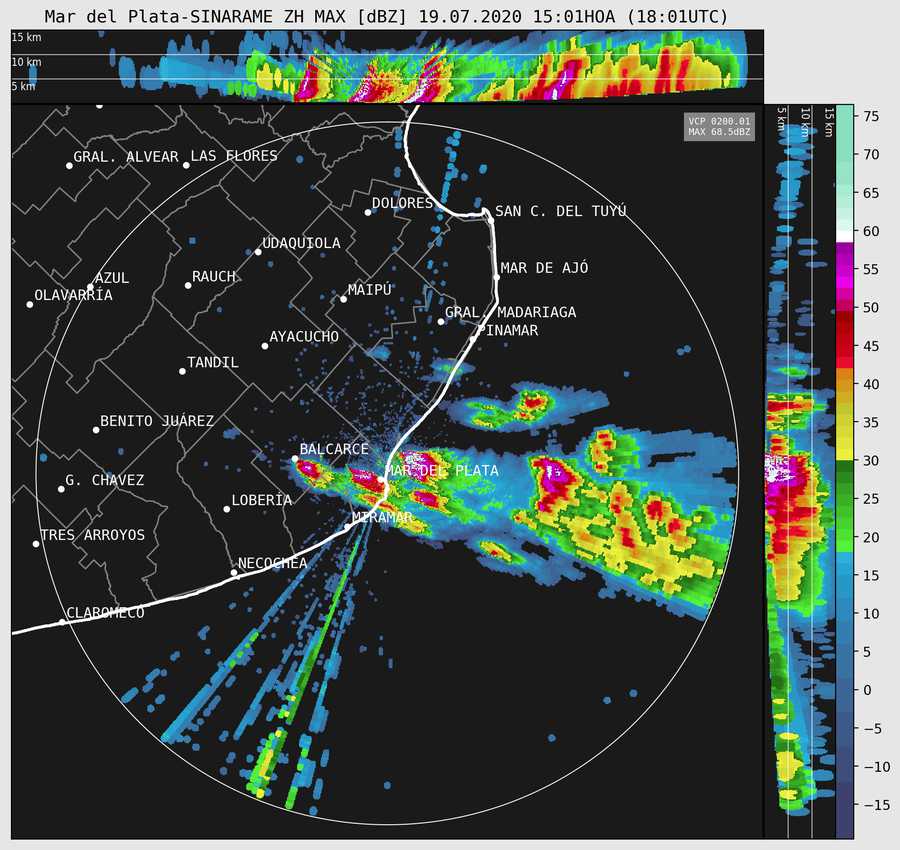 Mar del Plata-SINARAME ZH MAX [dBZ] 19.07.2020 15:01HOA (18:01UTC)
15 km
10 km
5 km
5 km
10 km
15 km
VCP 0200.01
MAX 68.5dBZ
GRAL. ALVEAR
LAS FLORES
DOLORES
SAN C. DEL TUYÚ
UDAQUIOLA
MAR DE AJÓ
AZUL
RAUCH
OLAVARRÍA
MAIPÚ
GRAL. MADARIAGA
PINAMAR
AYACUCHO
TANDIL
BENITO JUÁREZ
BALCARCE
MAR DEL PLATA
G. CHAVEZ
LOBERÍA
MIRAMAR
TRES ARROYOS
NECOCHEA
CLAROMECÓ
75
70
65
60
55
50
45
40
35
30
25
20
15
10
5
0
−5
−10
−15